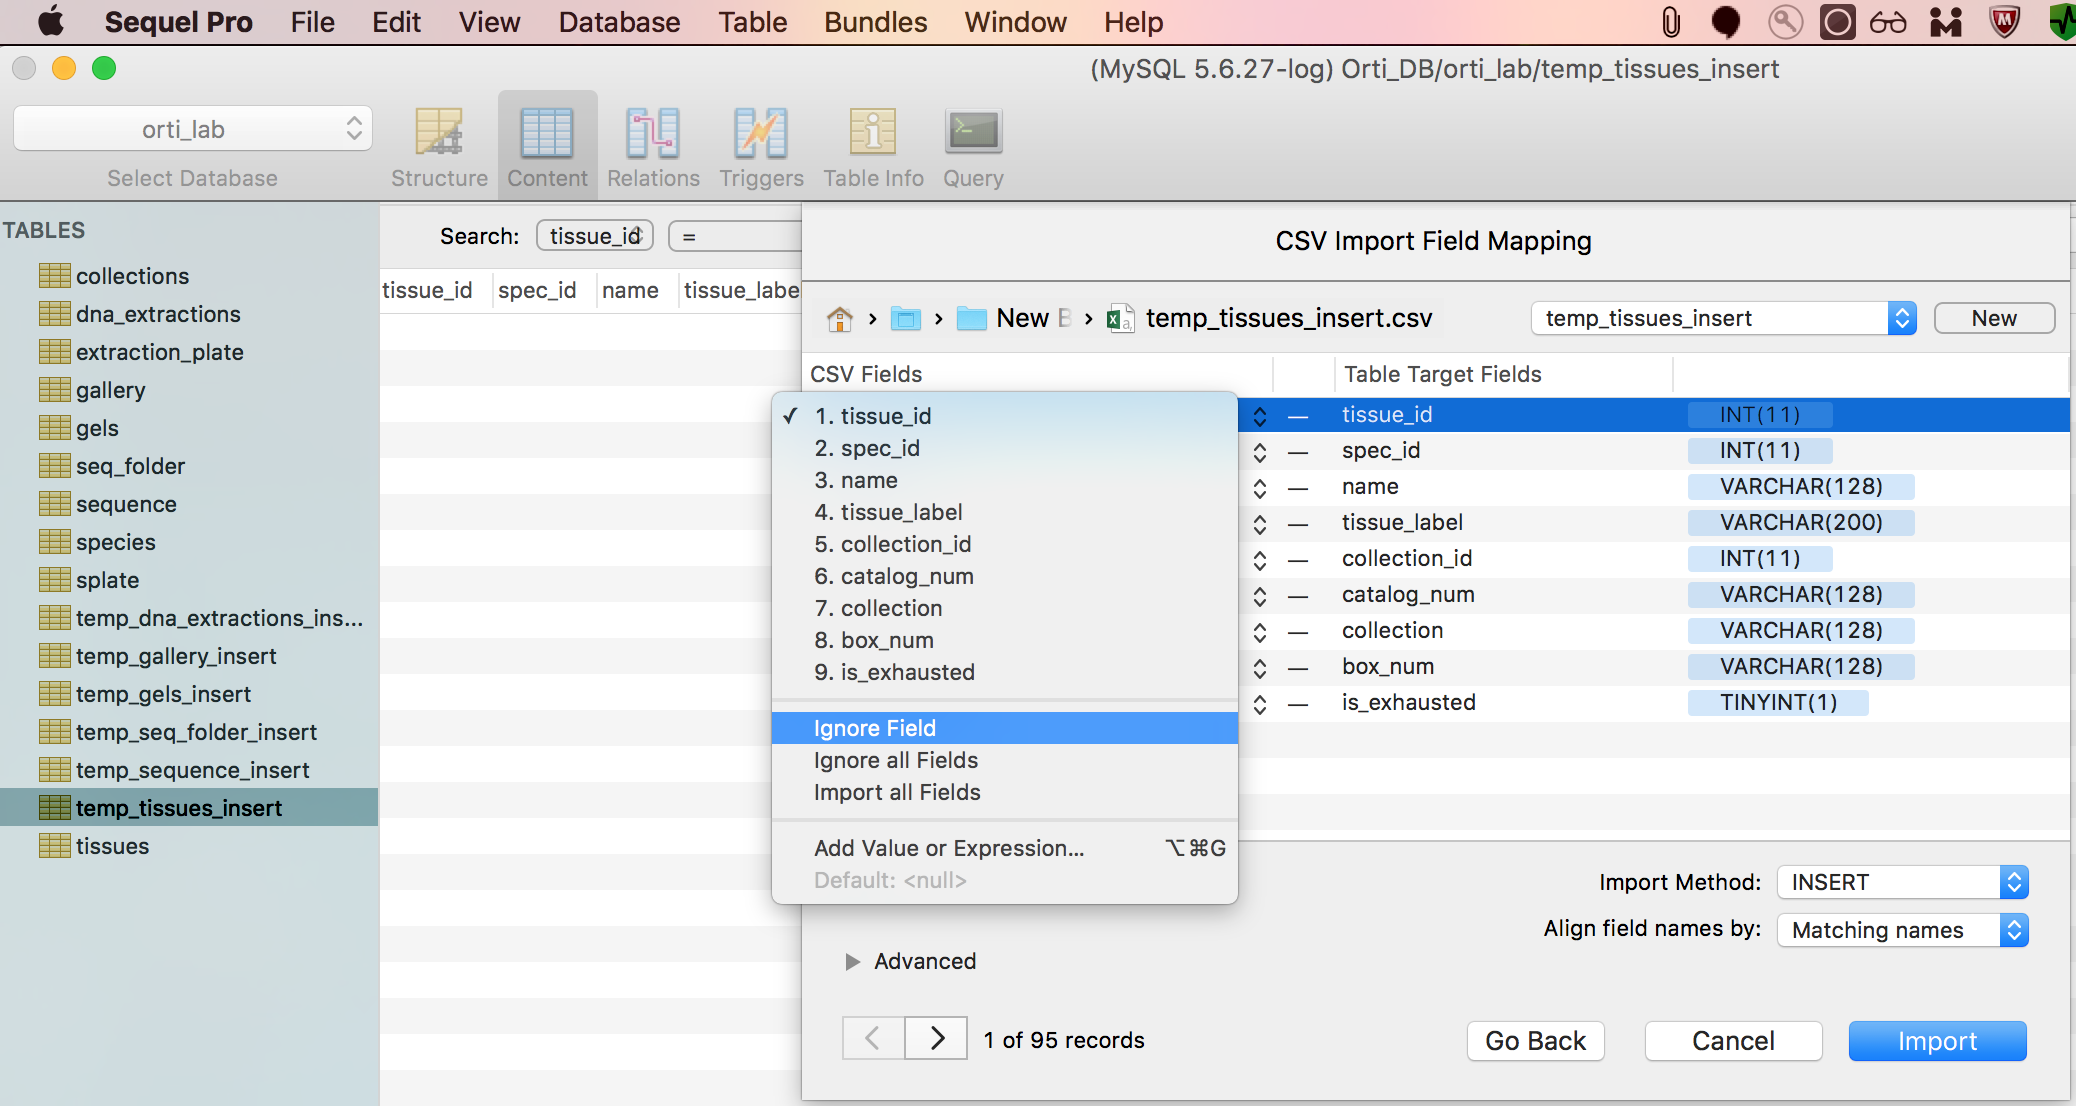 Sequel Pro File Edit View Database Table Bundles Window Help
(MySQL 5.6.27-log) Orti_DB/orti_lab/temp_tissues_insert
orti_lab
Select Database Structure Content Relations Triggers Table Info Query
TABLES
collections
dna_extractions
extraction_plate
gallery
gels
seq_folder
sequence
species
splate
temp_dna_extractions_ins...
temp_gallery_insert
temp_gels_insert
temp_seq_folder_insert
temp_sequence_insert
temp_tissues_insert
tissues
Search: tissue_id =
tissue_id spec_id name tissue_labe
CSV Import Field Mapping
New B temp_tissues_insert.csv temp_tissues_insert New
CSV Fields Table Target Fields
✓ 1. tissue_id
2. spec_id
3. name
4. tissue_label
5. collection_id
6. catalog_num
7. collection
8. box_num
9. is_exhausted
Ignore Field
Ignore all Fields
Import all Fields
Add Value or Expression... ⌥⌘G
Default: <null>
— tissue_id INT(11)
— spec_id INT(11)
— name VARCHAR(128)
— tissue_label VARCHAR(200)
— collection_id INT(11)
— catalog_num VARCHAR(128)
— collection VARCHAR(128)
— box_num VARCHAR(128)
— is_exhausted TINYINT(1)
Import Method: INSERT
Align field names by: Matching names
Advanced
1 of 95 records Go Back Cancel Import